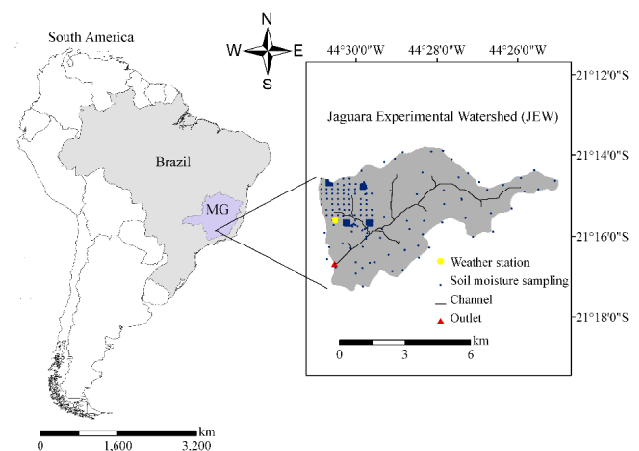 South America
N
W
E
S
Brazil
MG
0 1,600 3,200
km
44°30'0"W 44°28'0"W 44°26'0"W
21°12'0"S
Jaguara Experimental Watershed (JEW)
21°14'0"S
21°16'0"S
Weather station
Soil moisture sampling
Channel
Outlet
21°18'0"S
km
0 3 6